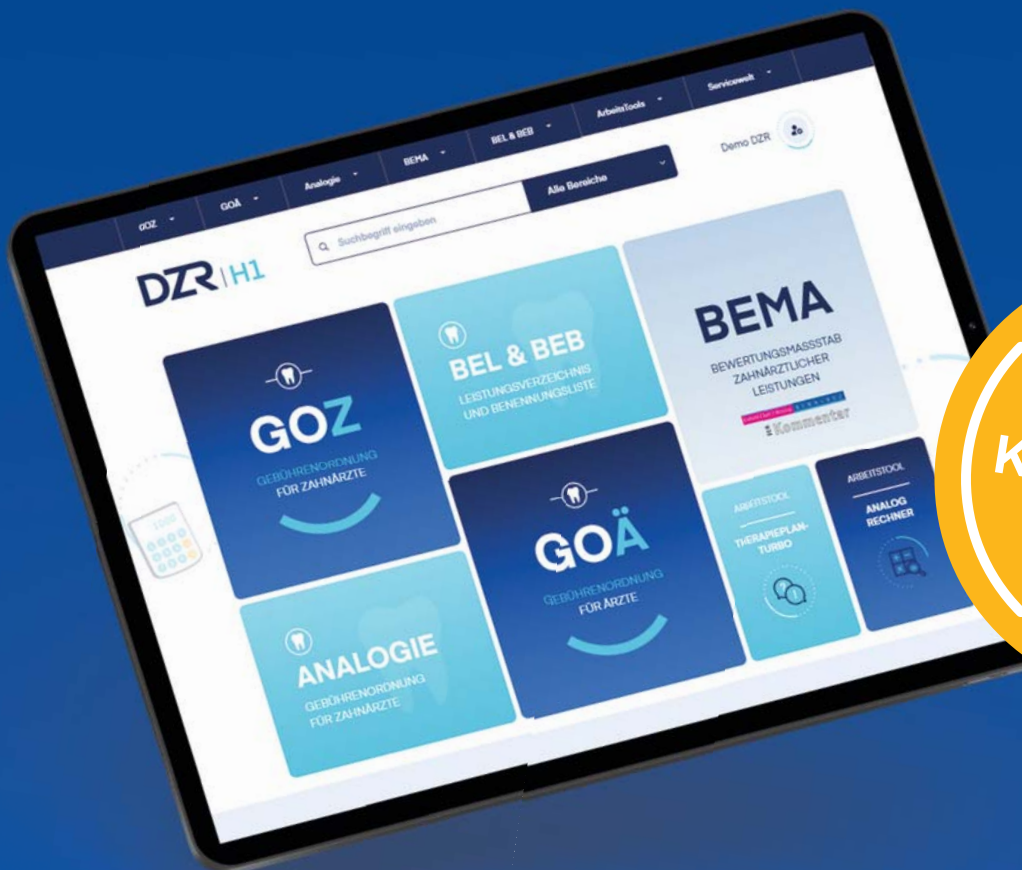 GOZ
GOÄ
Analogie
BEMA
BEL & BEB
ArbeitsTools
Servicewelt
DZR | H1
Suchbegriff eingeben
Alle Bereiche
Demo DZR
GOZ
GEBÜHRENORDNUNG
FÜR ZAHNÄRZTE
BEL & BEB
LEISTUNGSVERZEICHNIS
UND BENENNUNGSLISTE
BEMA
BEWERTUNGSMASSSTAB
ZAHNÄRZTLICHER
LEISTUNGEN
Kommentar
ANALOGIE
GEBÜHRENORDNUNG
FÜR ZAHNÄRZTE
GOÄ
GEBÜHRENORDNUNG
FÜR ÄRZTE
ARBEITSTOOL
THERAPIEPLAN-
TURBO
ARBEITSTOOL
ANALOG
RECHNER
K